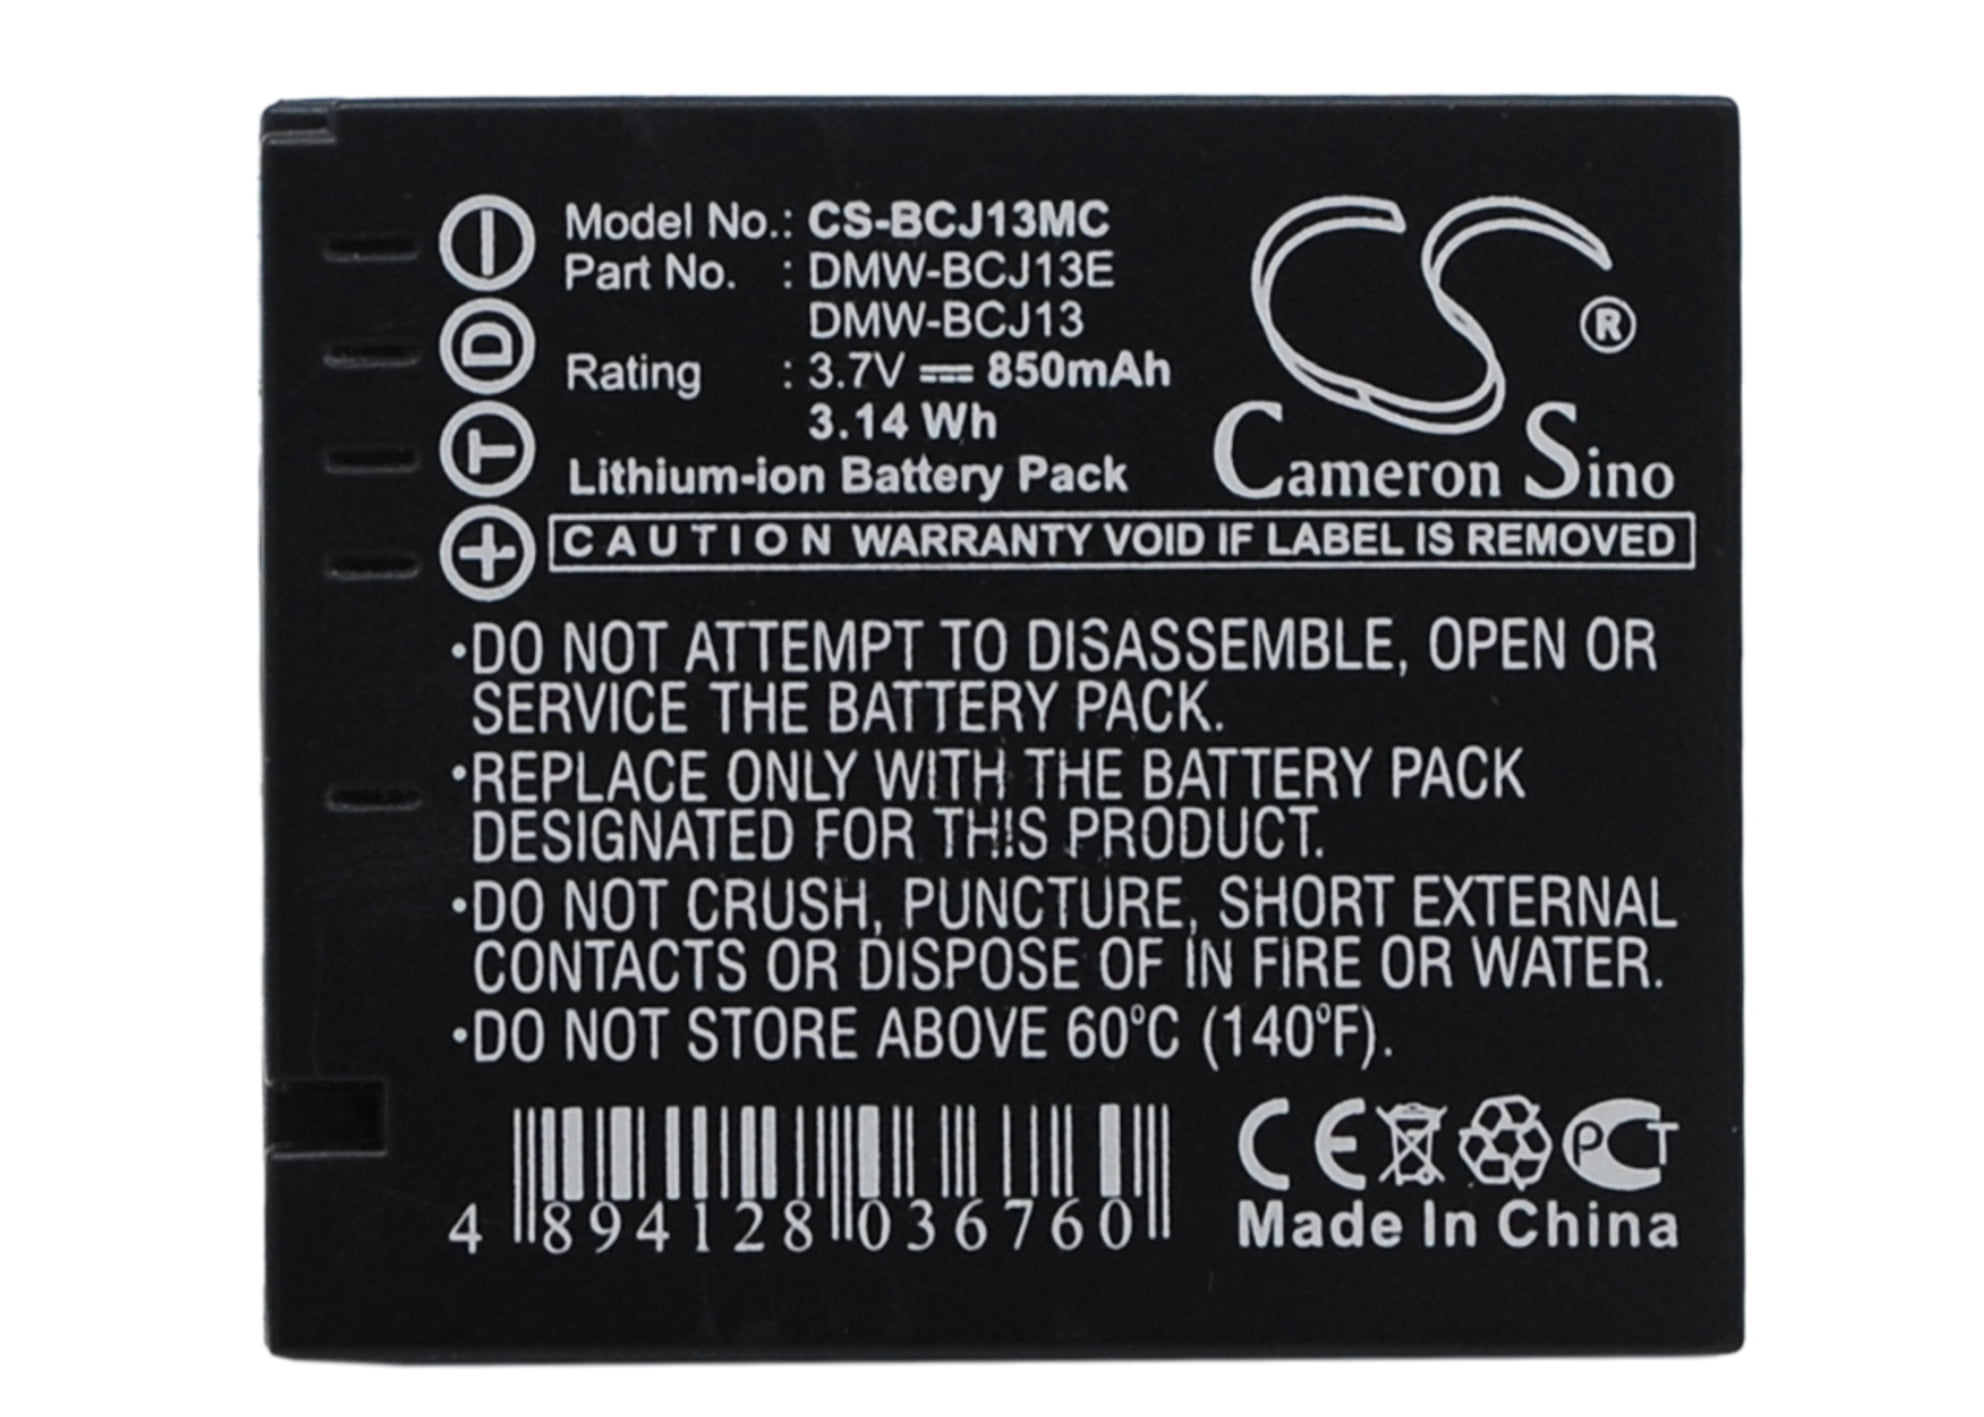 Model No.: CS-BCJ13MC
Part No. : DMW-BCJ13E
DMW-BCJ13
Rating : 3.7V 850mAh
3.14 Wh
Lithium-ion Battery Pack
CS ®
Cameron Sino
- D T +
CAUTION WARRANTY VOID IF LABEL IS REMOVED
•DO NOT ATTEMPT TO DISASSEMBLE, OPEN OR
SERVICE THE BATTERY PACK.
•REPLACE ONLY WITH THE BATTERY PACK
DESIGNATED FOR THIS PRODUCT.
•DO NOT CRUSH, PUNCTURE, SHORT EXTERNAL
CONTACTS OR DISPOSE OF IN FIRE OR WATER.
•DO NOT STORE ABOVE 60°C (140°F).
4 894128 036760
CE PCT
Made In China